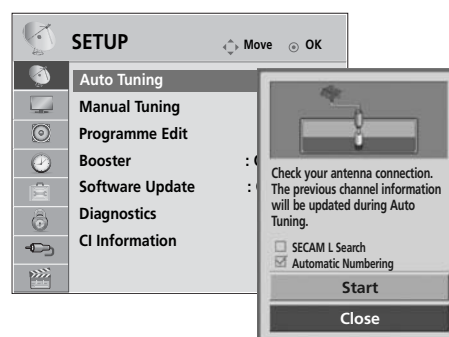 SETUP
Move OK
Auto Tuning
Manual Tuning
Programme Edit
Booster :
Software Update :
Diagnostics
CI Information
Check your antenna connection.
The previous channel information
will be updated during Auto
Tuning.
SECAM L Search
Automatic Numbering
Start
Close